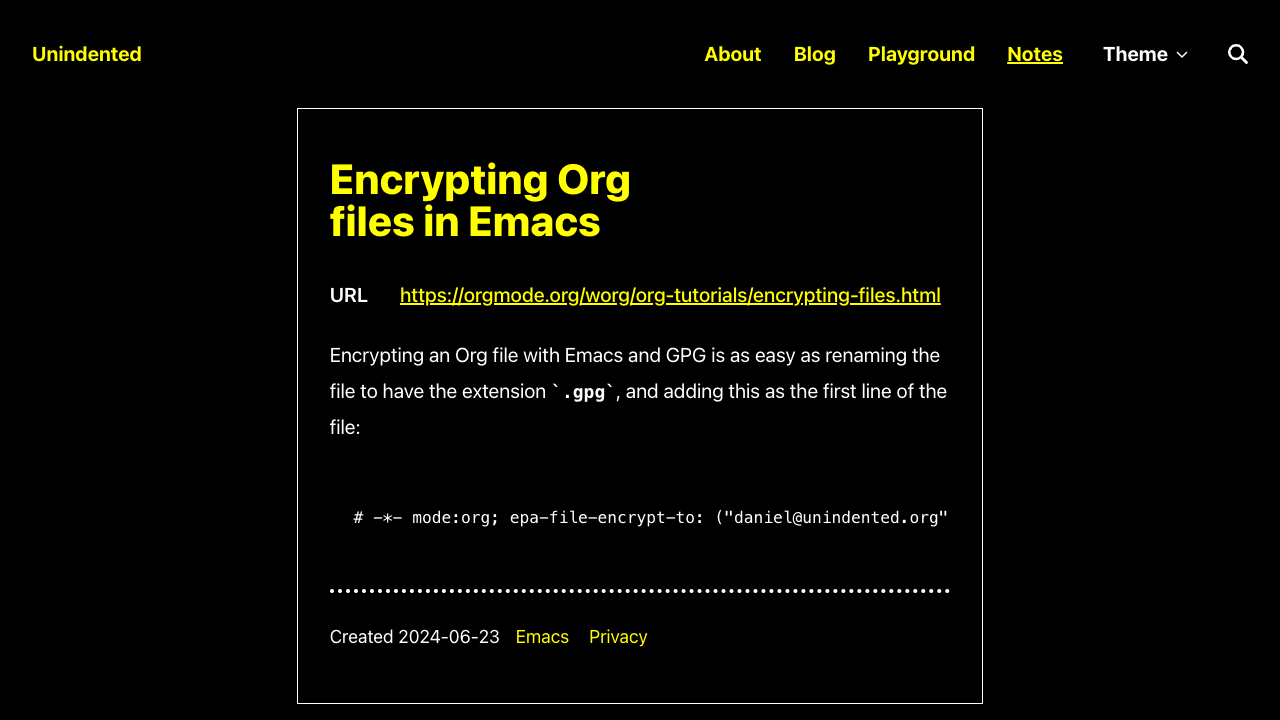 Unindented
About Blog Playground Notes Theme
Encrypting Org
files in Emacs
URL https://orgmode.org/worg/org-tutorials/encrypting-files.html
Encrypting an Org file with Emacs and GPG is as easy as renaming the
file to have the extension `.gpg`, and adding this as the first line of the
file:
# -*- mode:org; epa-file-encrypt-to: ("daniel@unindented.org"
Created 2024-06-23 Emacs Privacy